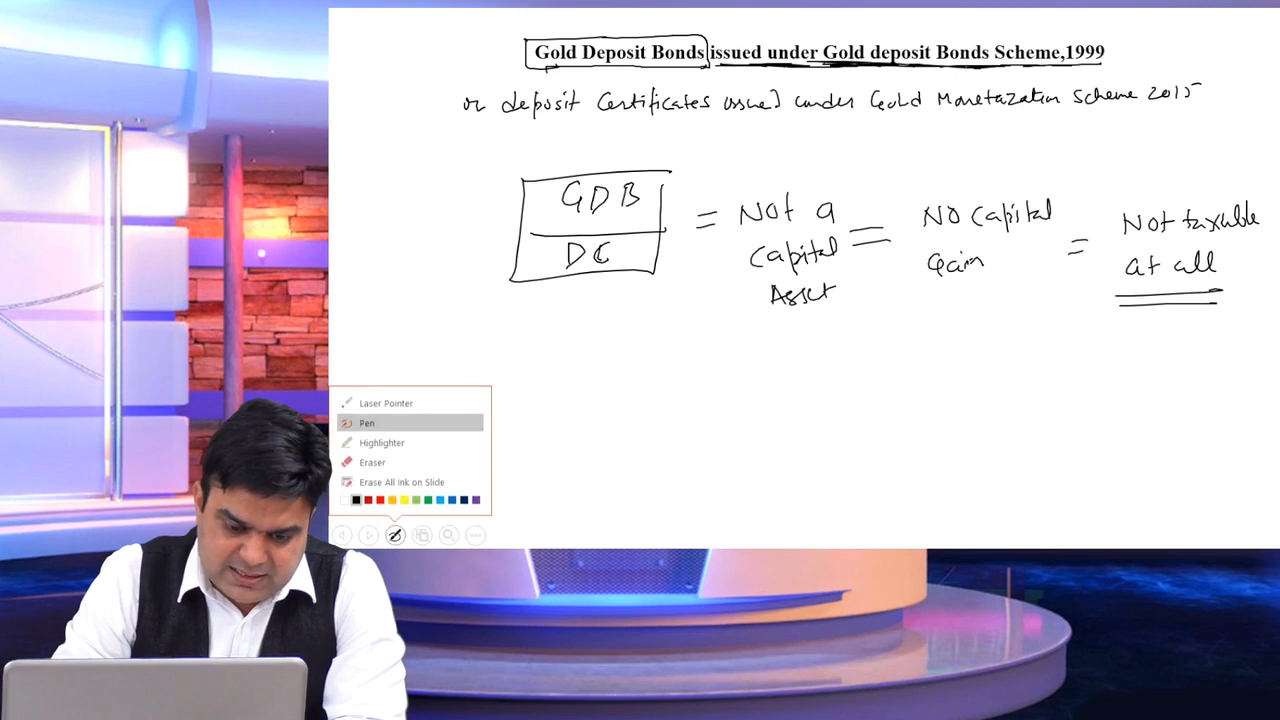 Gold Deposit Bonds issued under Gold deposit Bonds Scheme,1999
or deposit Certificates issued under Gold Monetazation Scheme 2015
GDB
DC
= Not a Capital Asset
= No Capital Gain
= Not taxable at all
Laser Pointer
Pen
Highlighter
Eraser
Erase All Ink on Slide